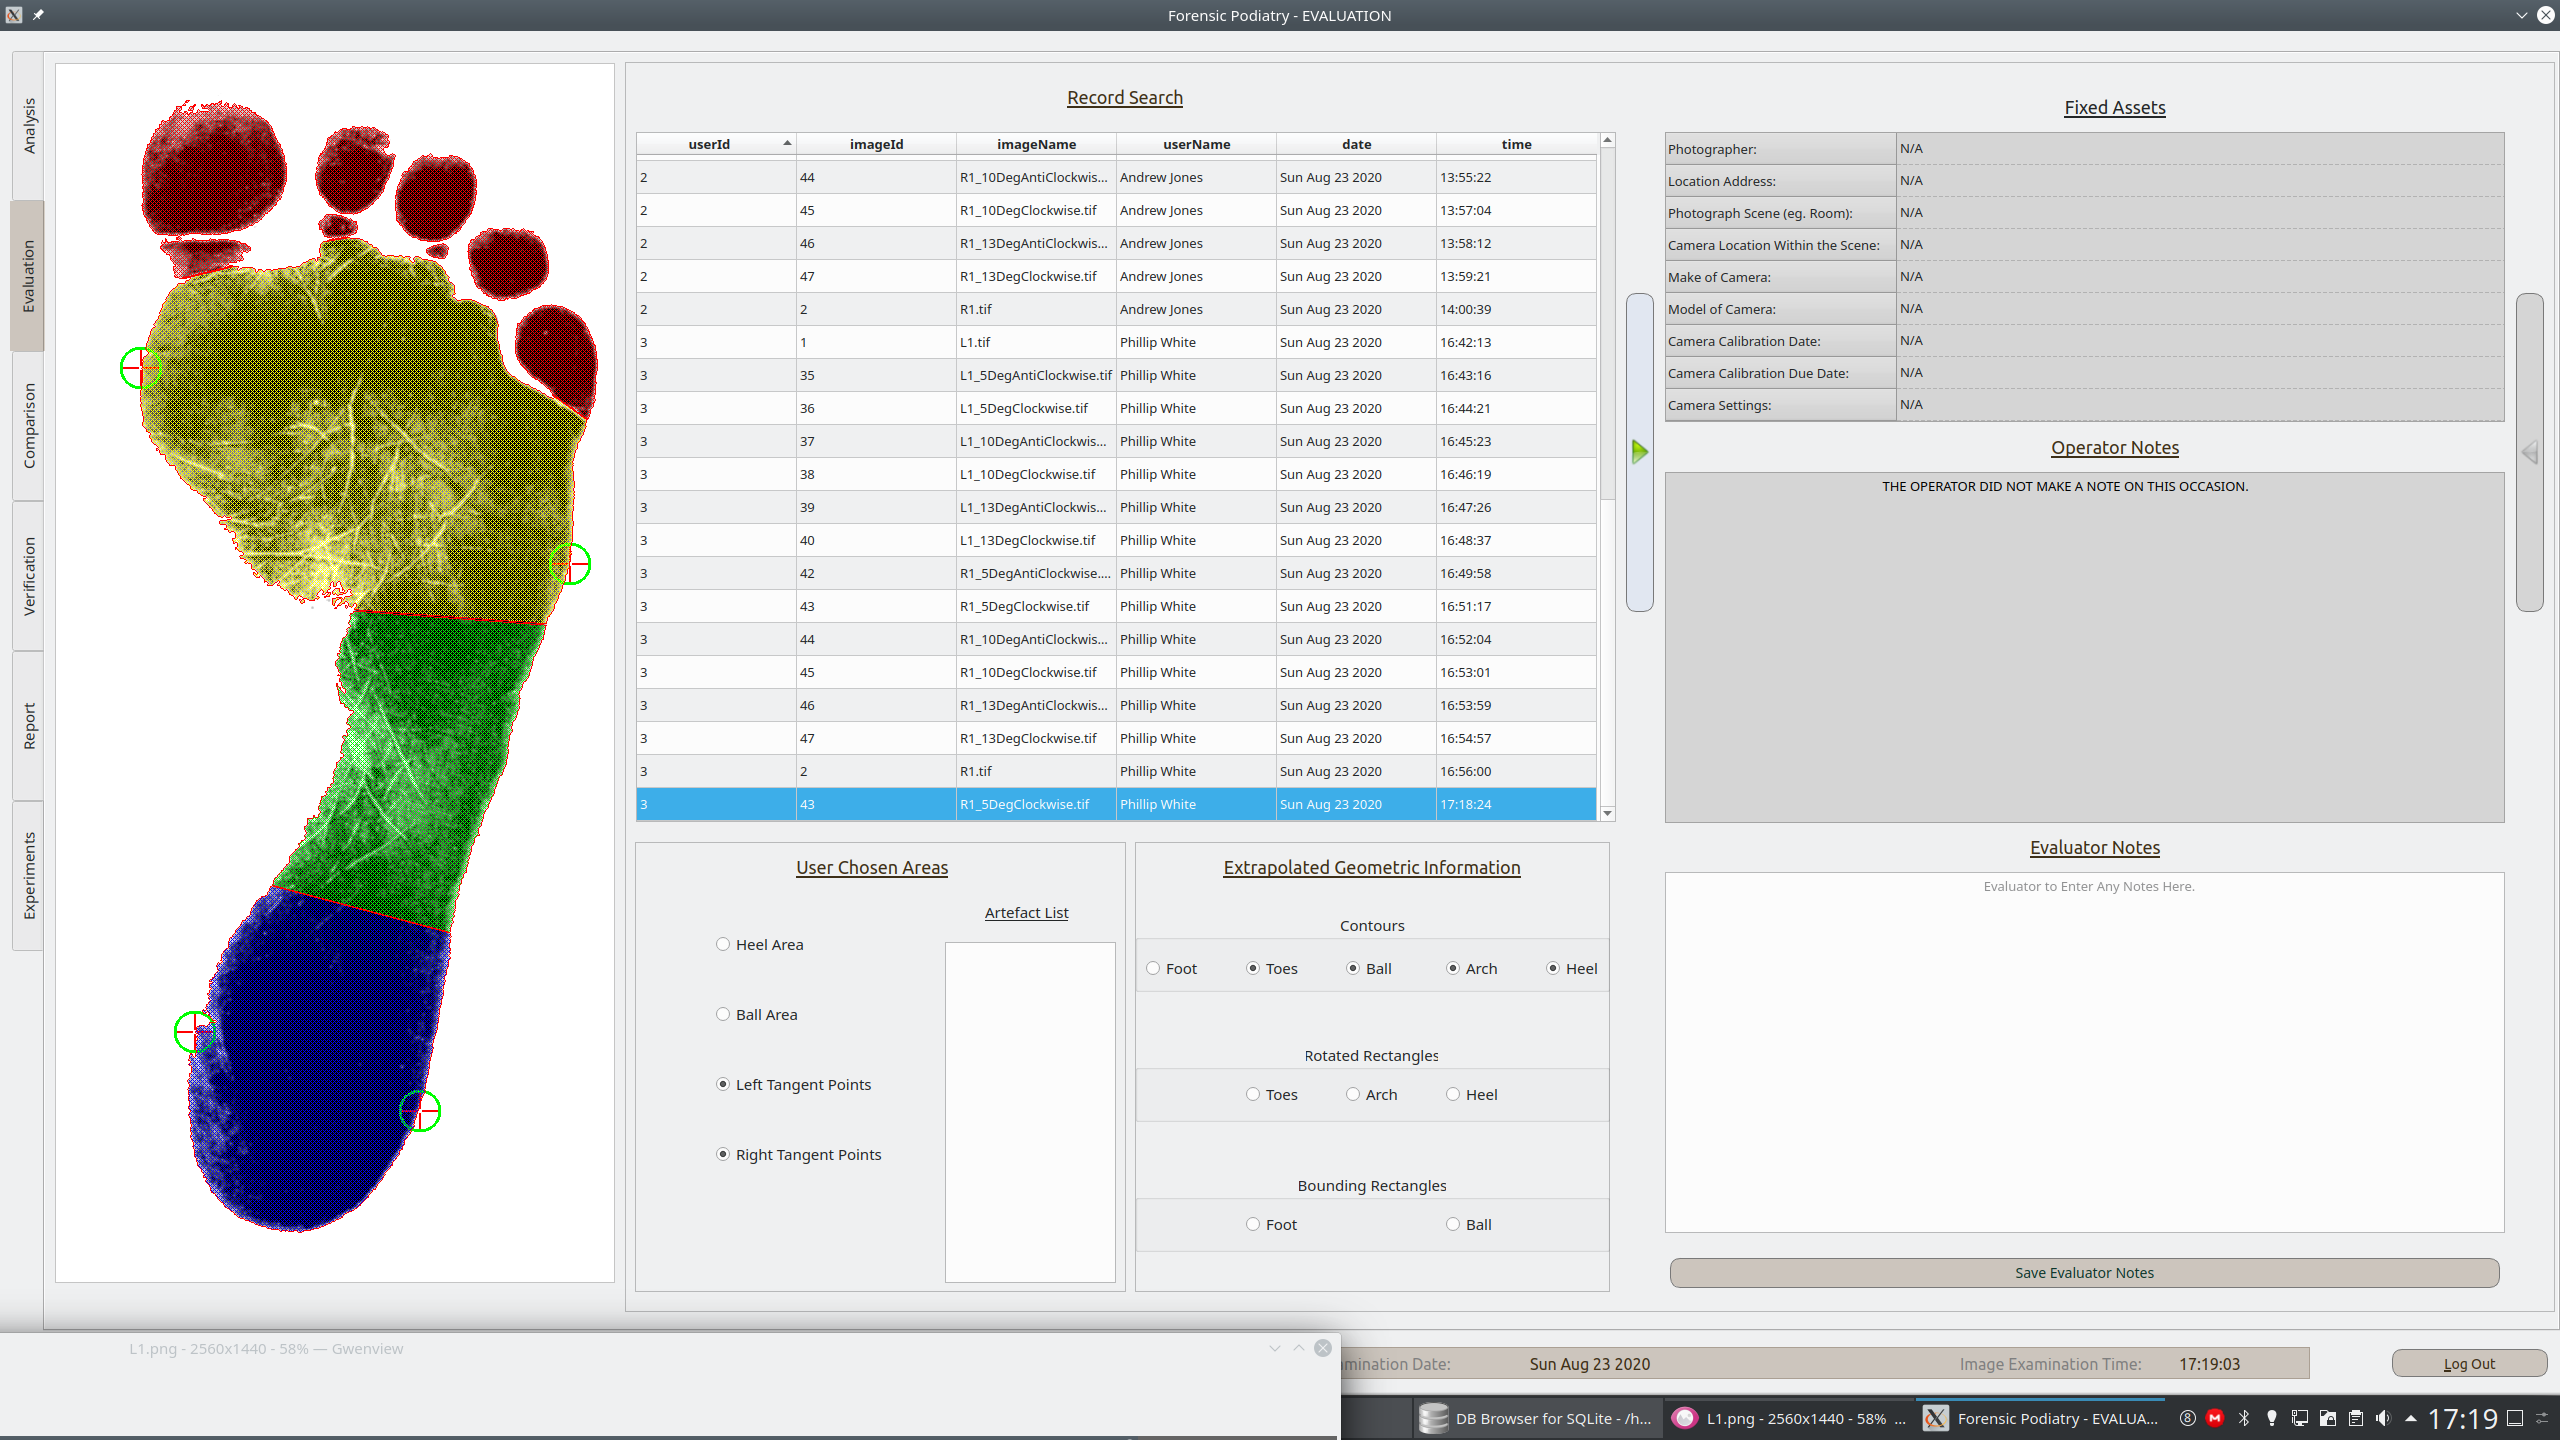 Forensic Podiatry - EVALUATION
Analysis
Evaluation
Comparison
Verification
Report
Experiments
Record Search
userId imageId imageName userName date time
2 44 R1_10DegAntiClockwis... Andrew Jones Sun Aug 23 2020 13:55:22
2 45 R1_10DegClockwise.tif Andrew Jones Sun Aug 23 2020 13:57:04
2 46 R1_13DegAntiClockwis... Andrew Jones Sun Aug 23 2020 13:58:12
2 47 R1_13DegClockwise.tif Andrew Jones Sun Aug 23 2020 13:59:21
2 2 R1.tif Andrew Jones Sun Aug 23 2020 14:00:39
3 1 L1.tif Phillip White Sun Aug 23 2020 16:42:13
3 35 L1_5DegAntiClockwise.tif Phillip White Sun Aug 23 2020 16:43:16
3 36 L1_5DegClockwise.tif Phillip White Sun Aug 23 2020 16:44:21
3 37 L1_10DegAntiClockwis... Phillip White Sun Aug 23 2020 16:45:23
3 38 L1_10DegClockwise.tif Phillip White Sun Aug 23 2020 16:46:19
3 39 L1_13DegAntiClockwis... Phillip White Sun Aug 23 2020 16:47:26
3 40 L1_13DegClockwise.tif Phillip White Sun Aug 23 2020 16:48:37
3 42 R1_5DegAntiClockwise.... Phillip White Sun Aug 23 2020 16:49:58
3 43 R1_5DegClockwise.tif Phillip White Sun Aug 23 2020 16:51:17
3 44 R1_10DegAntiClockwis... Phillip White Sun Aug 23 2020 16:52:04
3 45 R1_10DegClockwise.tif Phillip White Sun Aug 23 2020 16:53:01
3 46 R1_13DegAntiClockwis... Phillip White Sun Aug 23 2020 16:53:59
3 47 R1_13DegClockwise.tif Phillip White Sun Aug 23 2020 16:54:57
3 2 R1.tif Phillip White Sun Aug 23 2020 16:56:00
3 43 R1_5DegClockwise.tif Phillip White Sun Aug 23 2020 17:18:24
User Chosen Areas
Artefact List
Heel Area
Ball Area
Left Tangent Points
Right Tangent Points
Extrapolated Geometric Information
Contours
Foot Toes Ball Arch Heel
Rotated Rectangles
Toes Arch Heel
Bounding Rectangles
Foot Ball
Fixed Assets
Photographer: N/A
Location Address: N/A
Photograph Scene (eg. Room): N/A
Camera Location Within the Scene: N/A
Make of Camera: N/A
Model of Camera: N/A
Camera Calibration Date: N/A
Camera Calibration Due Date: N/A
Camera Settings: N/A
Operator Notes
THE OPERATOR DID NOT MAKE A NOTE ON THIS OCCASION.
Evaluator Notes
Evaluator to Enter Any Notes Here.
Save Evaluator Notes
L1.png - 2560x1440 - 58% — Gwenview
mination Date: Sun Aug 23 2020 Image Examination Time: 17:19:03
Log Out
DB Browser for SQLite - /h... L1.png - 2560x1440 - 58% ... Forensic Podiatry - EVALUA... 8 M 17:19